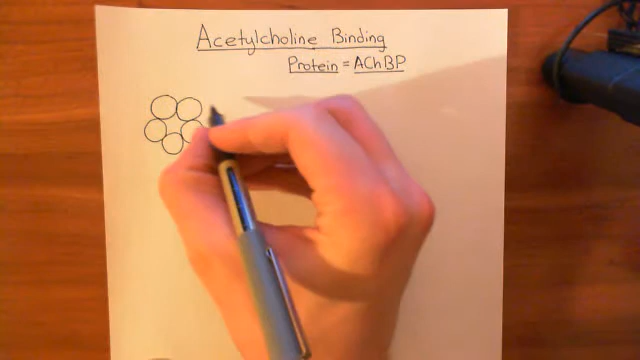 Acetylcholine Binding
Protein = AChBP